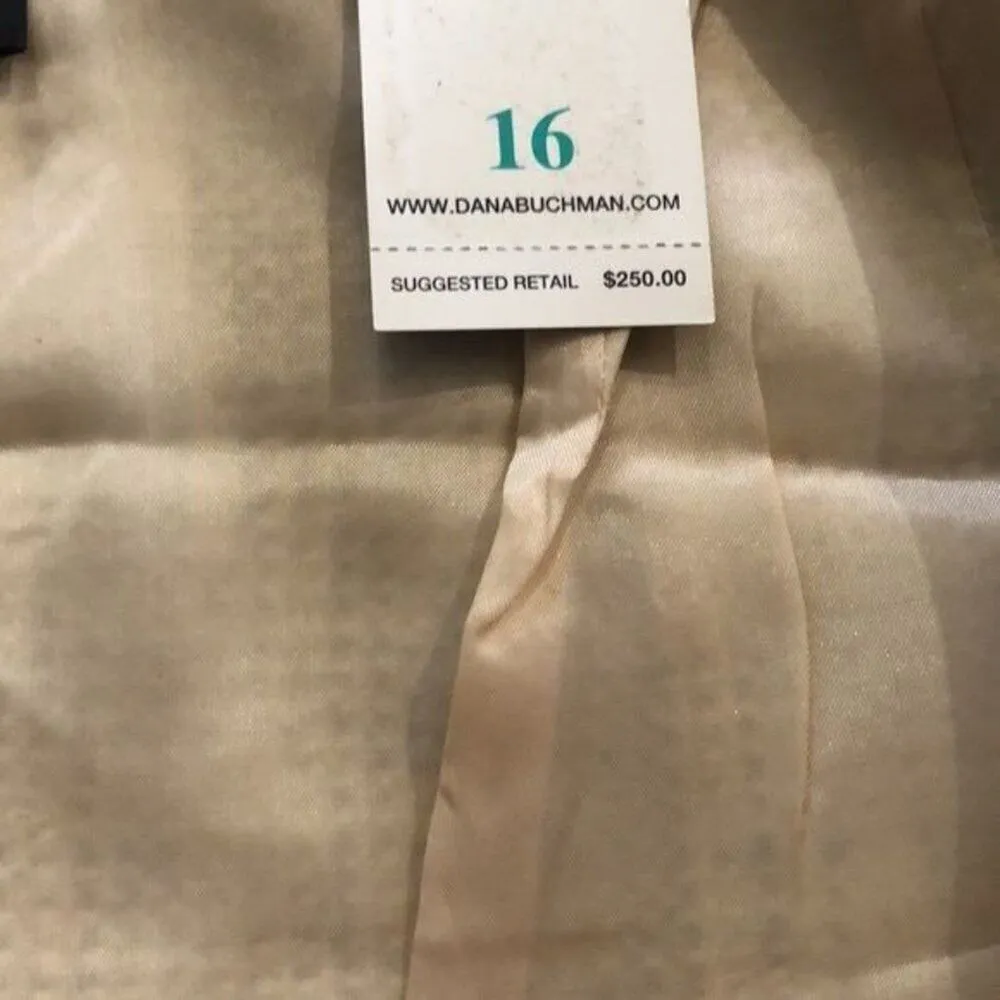 16
WWW.DANABUCHMAN.COM
SUGGESTED RETAIL $250.00